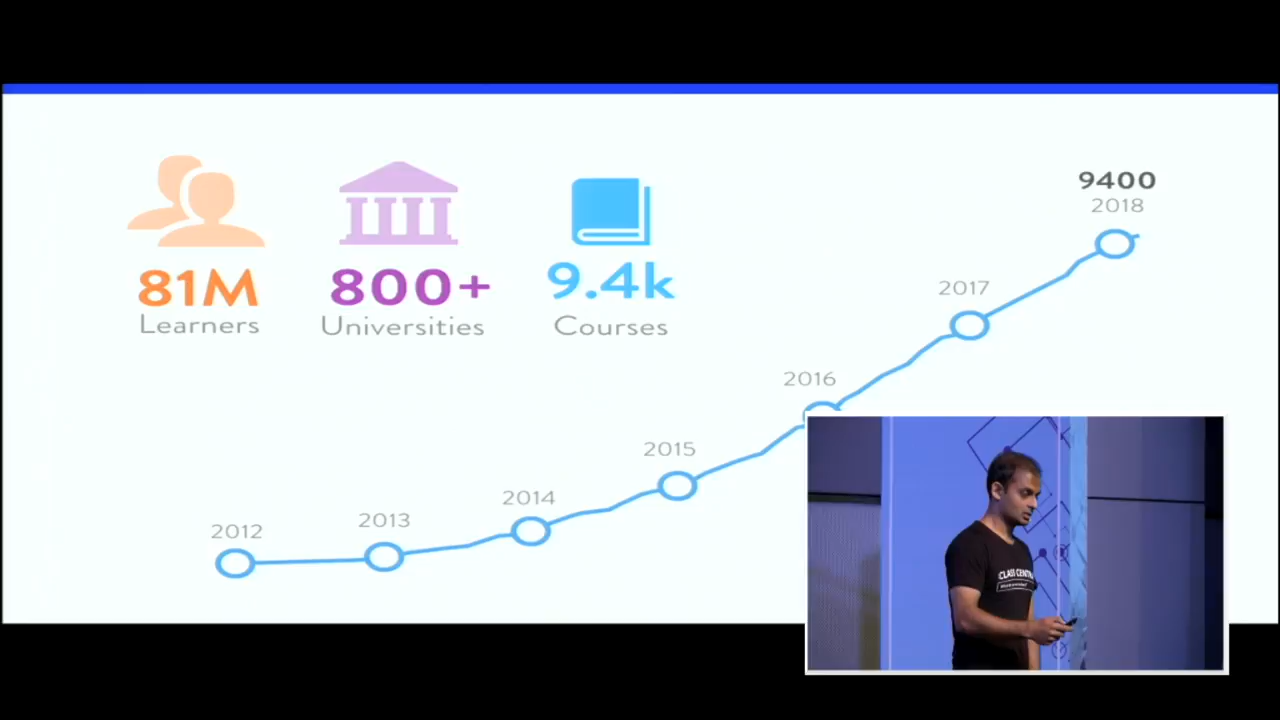 81M
Learners
800+
Universities
9.4k
Courses
9400
2018
2017
2016
2015
2014
2013
2012
CLASS CENTRAL